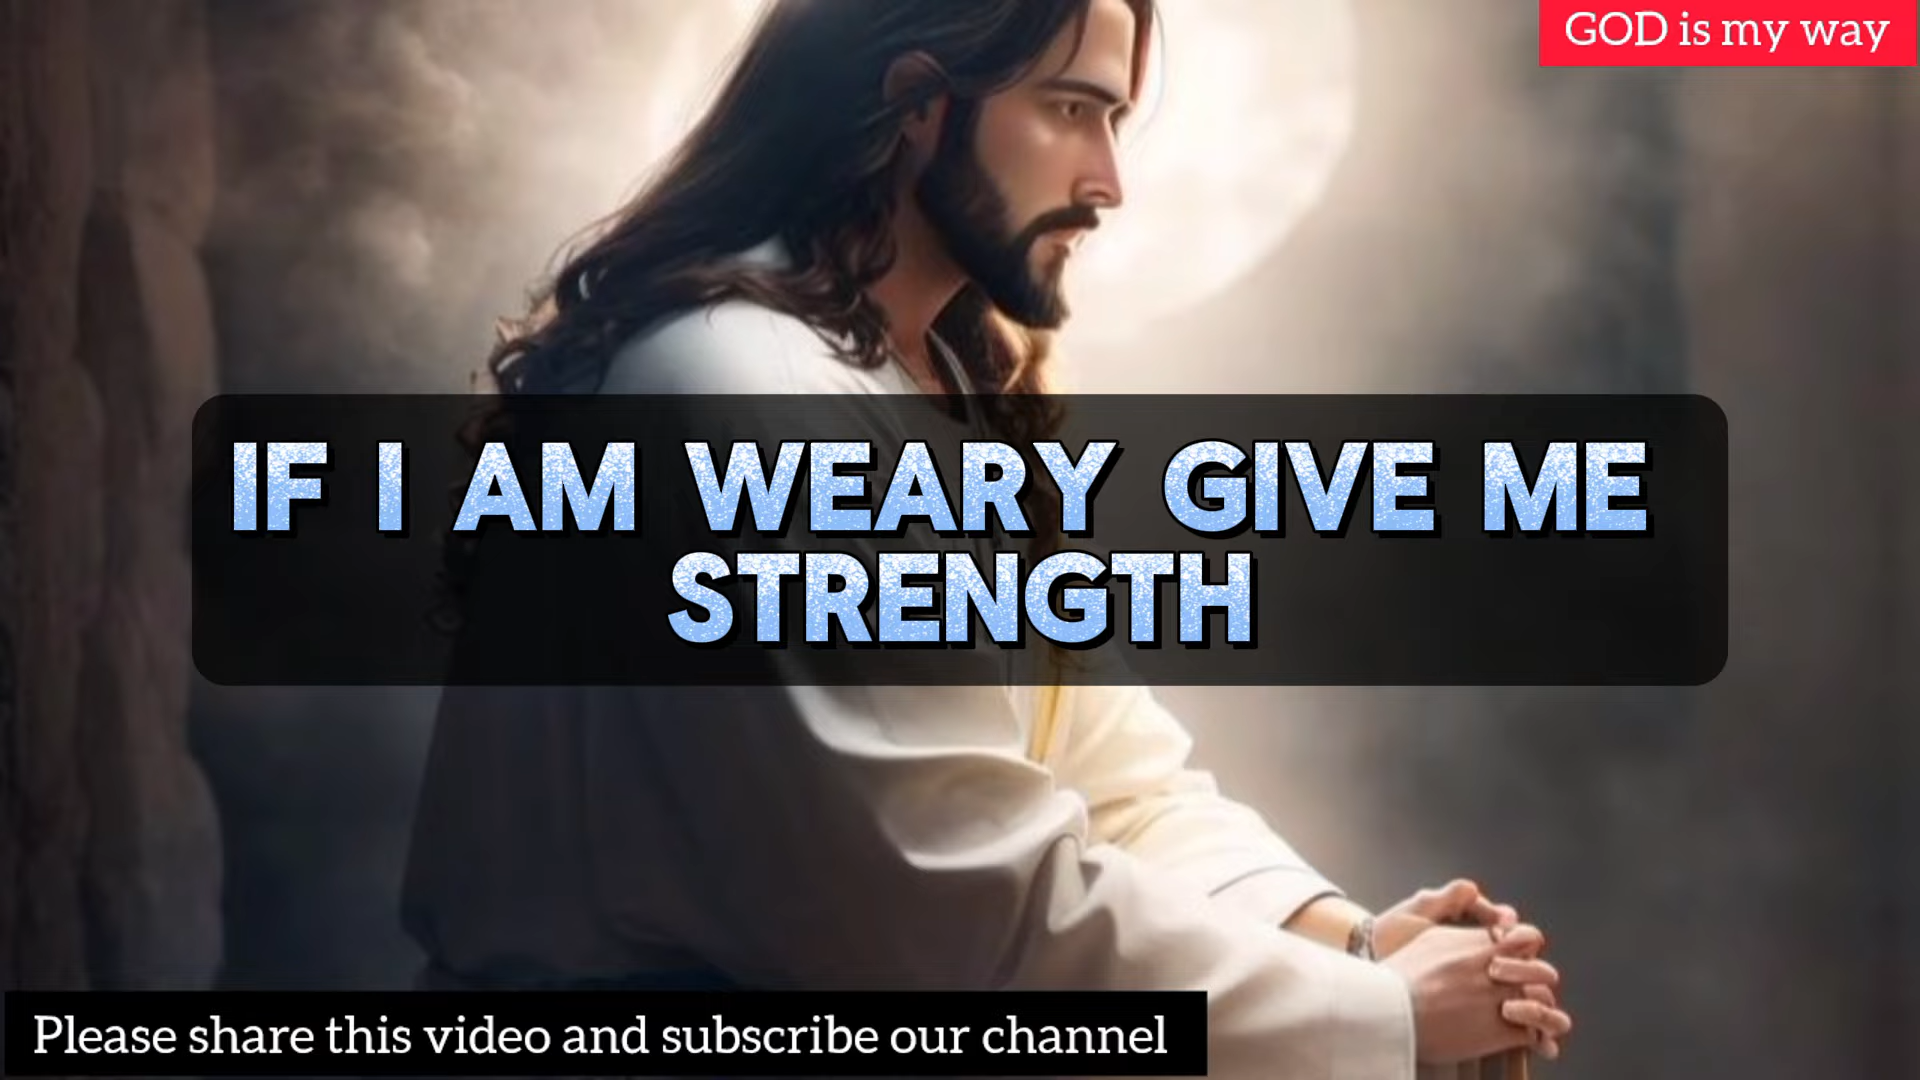 GOD is my way
IF I AM WEARY GIVE ME
STRENGTH
Please share this video and subscribe our channel